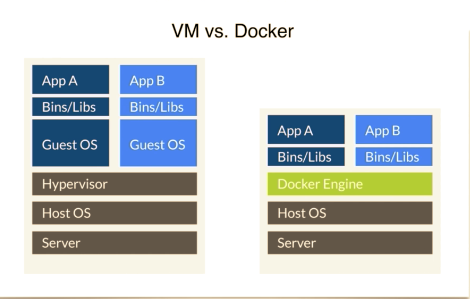 VM vs. Docker
App A
App B
Bins/Libs
Bins/Libs
Guest OS
Guest OS
Hypervisor
Host OS
Server
App A
App B
Bins/Libs
Bins/Libs
Docker Engine
Host OS
Server